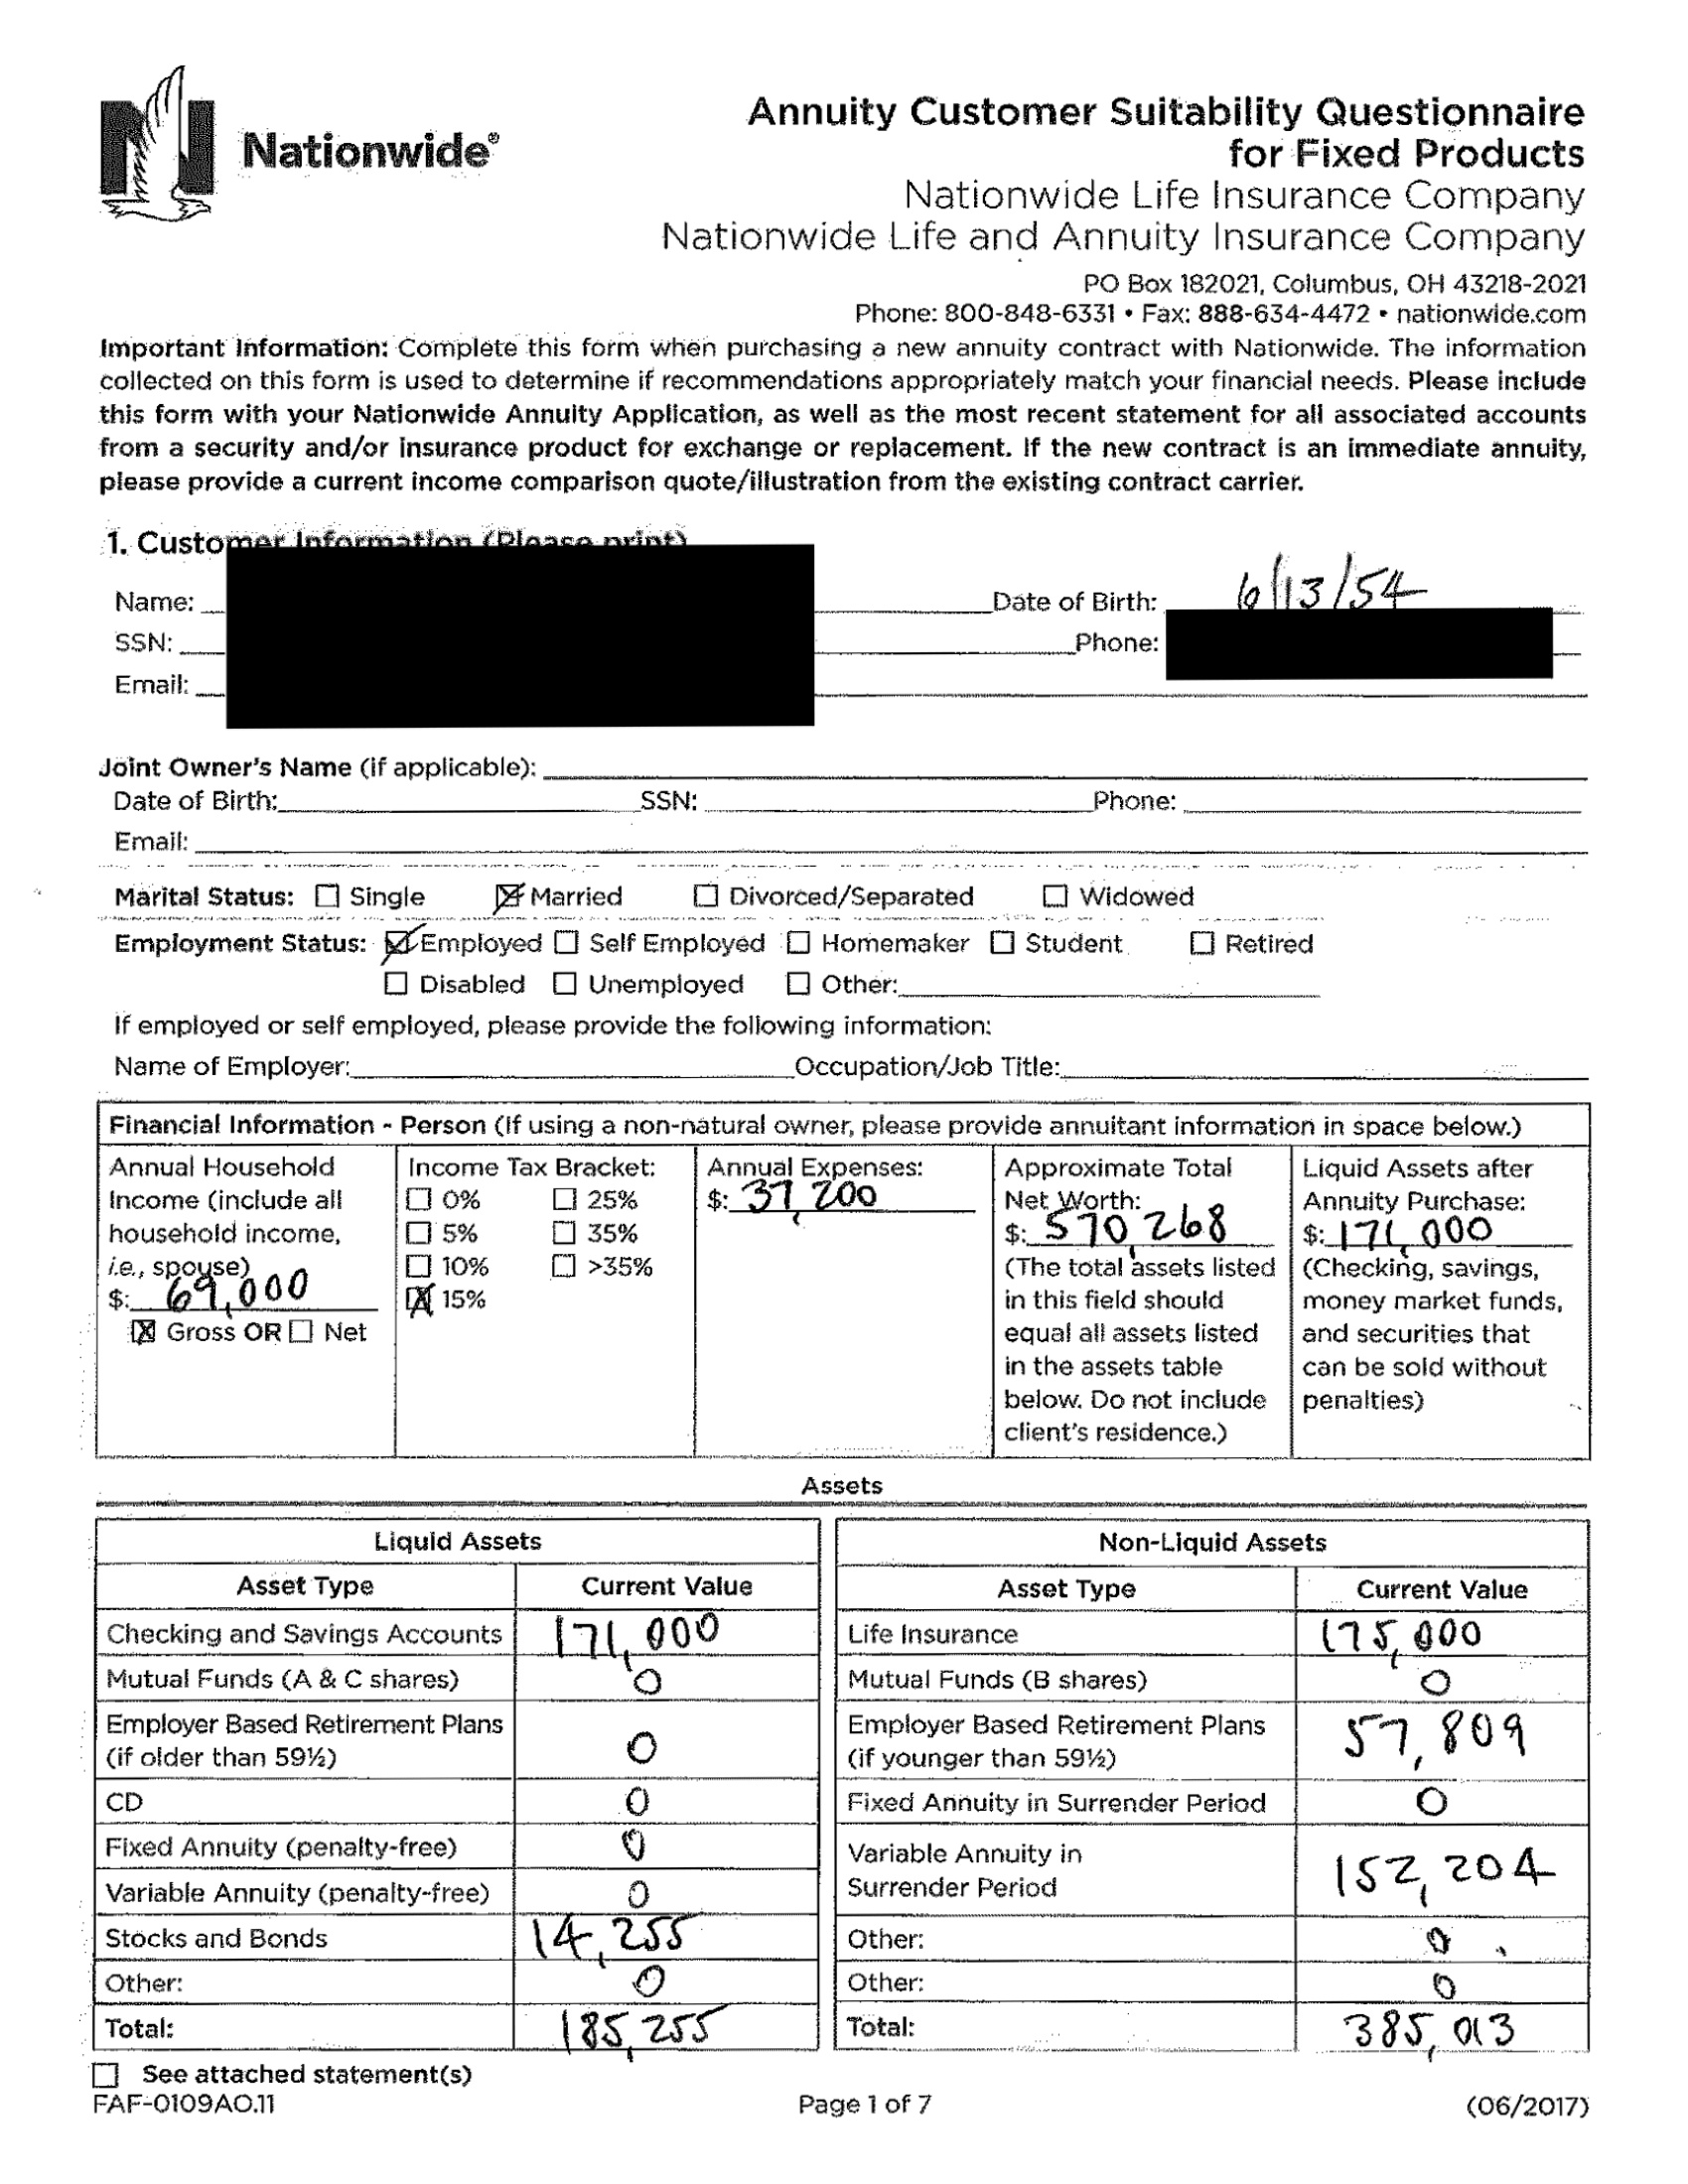 Nationwide®
Annuity Customer Suitability Questionnaire
for Fixed Products
Nationwide Life Insurance Company
Nationwide Life and Annuity Insurance Company
PO Box 182021, Columbus, OH 43218-2021
Phone: 800-848-6331 • Fax: 888-634-4472 • nationwide.com
Important Information: Complete this form when purchasing a new annuity contract with Nationwide. The information
collected on this form is used to determine if recommendations appropriately match your financial needs. Please include
this form with your Nationwide Annuity Application, as well as the most recent statement for all associated accounts
from a security and/or insurance product for exchange or replacement. If the new contract is an immediate annuity,
please provide a current income comparison quote/illustration from the existing contract carrier.
1. Customer Information (Please print)
Name: Date of Birth: 6/13/54
SSN: Phone:
Email:
Joint Owner's Name (if applicable):
Date of Birth: SSN: Phone:
Email:
Marital Status: ☐ Single ☒ Married ☐ Divorced/Separated ☐ Widowed
Employment Status: ☒ Employed ☐ Self Employed ☐ Homemaker ☐ Student ☐ Retired
☐ Disabled ☐ Unemployed ☐ Other:
If employed or self employed, please provide the following information:
Name of Employer: Occupation/Job Title:
Financial Information - Person (If using a non-natural owner, please provide annuitant information in space below.)
Annual Household
Income (include all
household income,
i.e., spouse)
$: 69,000
☒ Gross OR ☐ Net
Income Tax Bracket:
☐ 0% ☐ 25%
☐ 5% ☐ 35%
☐ 10% ☐ >35%
☒ 15%
Annual Expenses:
$: 37,200
Approximate Total
Net Worth:
$: 570,268
(The total assets listed
in this field should
equal all assets listed
in the assets table
below. Do not include
client's residence.)
Liquid Assets after
Annuity Purchase:
$: 171,000
(Checking, savings,
money market funds,
and securities that
can be sold without
penalties)
Assets
Liquid Assets
Asset Type Current Value
Checking and Savings Accounts 171,000
Mutual Funds (A & C shares) 0
Employer Based Retirement Plans
(if older than 59½) 0
CD 0
Fixed Annuity (penalty-free) 0
Variable Annuity (penalty-free) 0
Stocks and Bonds 14,255
Other: 0
Total: 185,255
Non-Liquid Assets
Asset Type Current Value
Life Insurance 175,000
Mutual Funds (B shares) 0
Employer Based Retirement Plans
(if younger than 59½) 57,809
Fixed Annuity in Surrender Period 0
Variable Annuity in
Surrender Period 152,204
Other: 0
Other: 0
Total: 385,013
☐ See attached statement(s)
FAF-0109AO.11 Page 1 of 7 (06/2017)